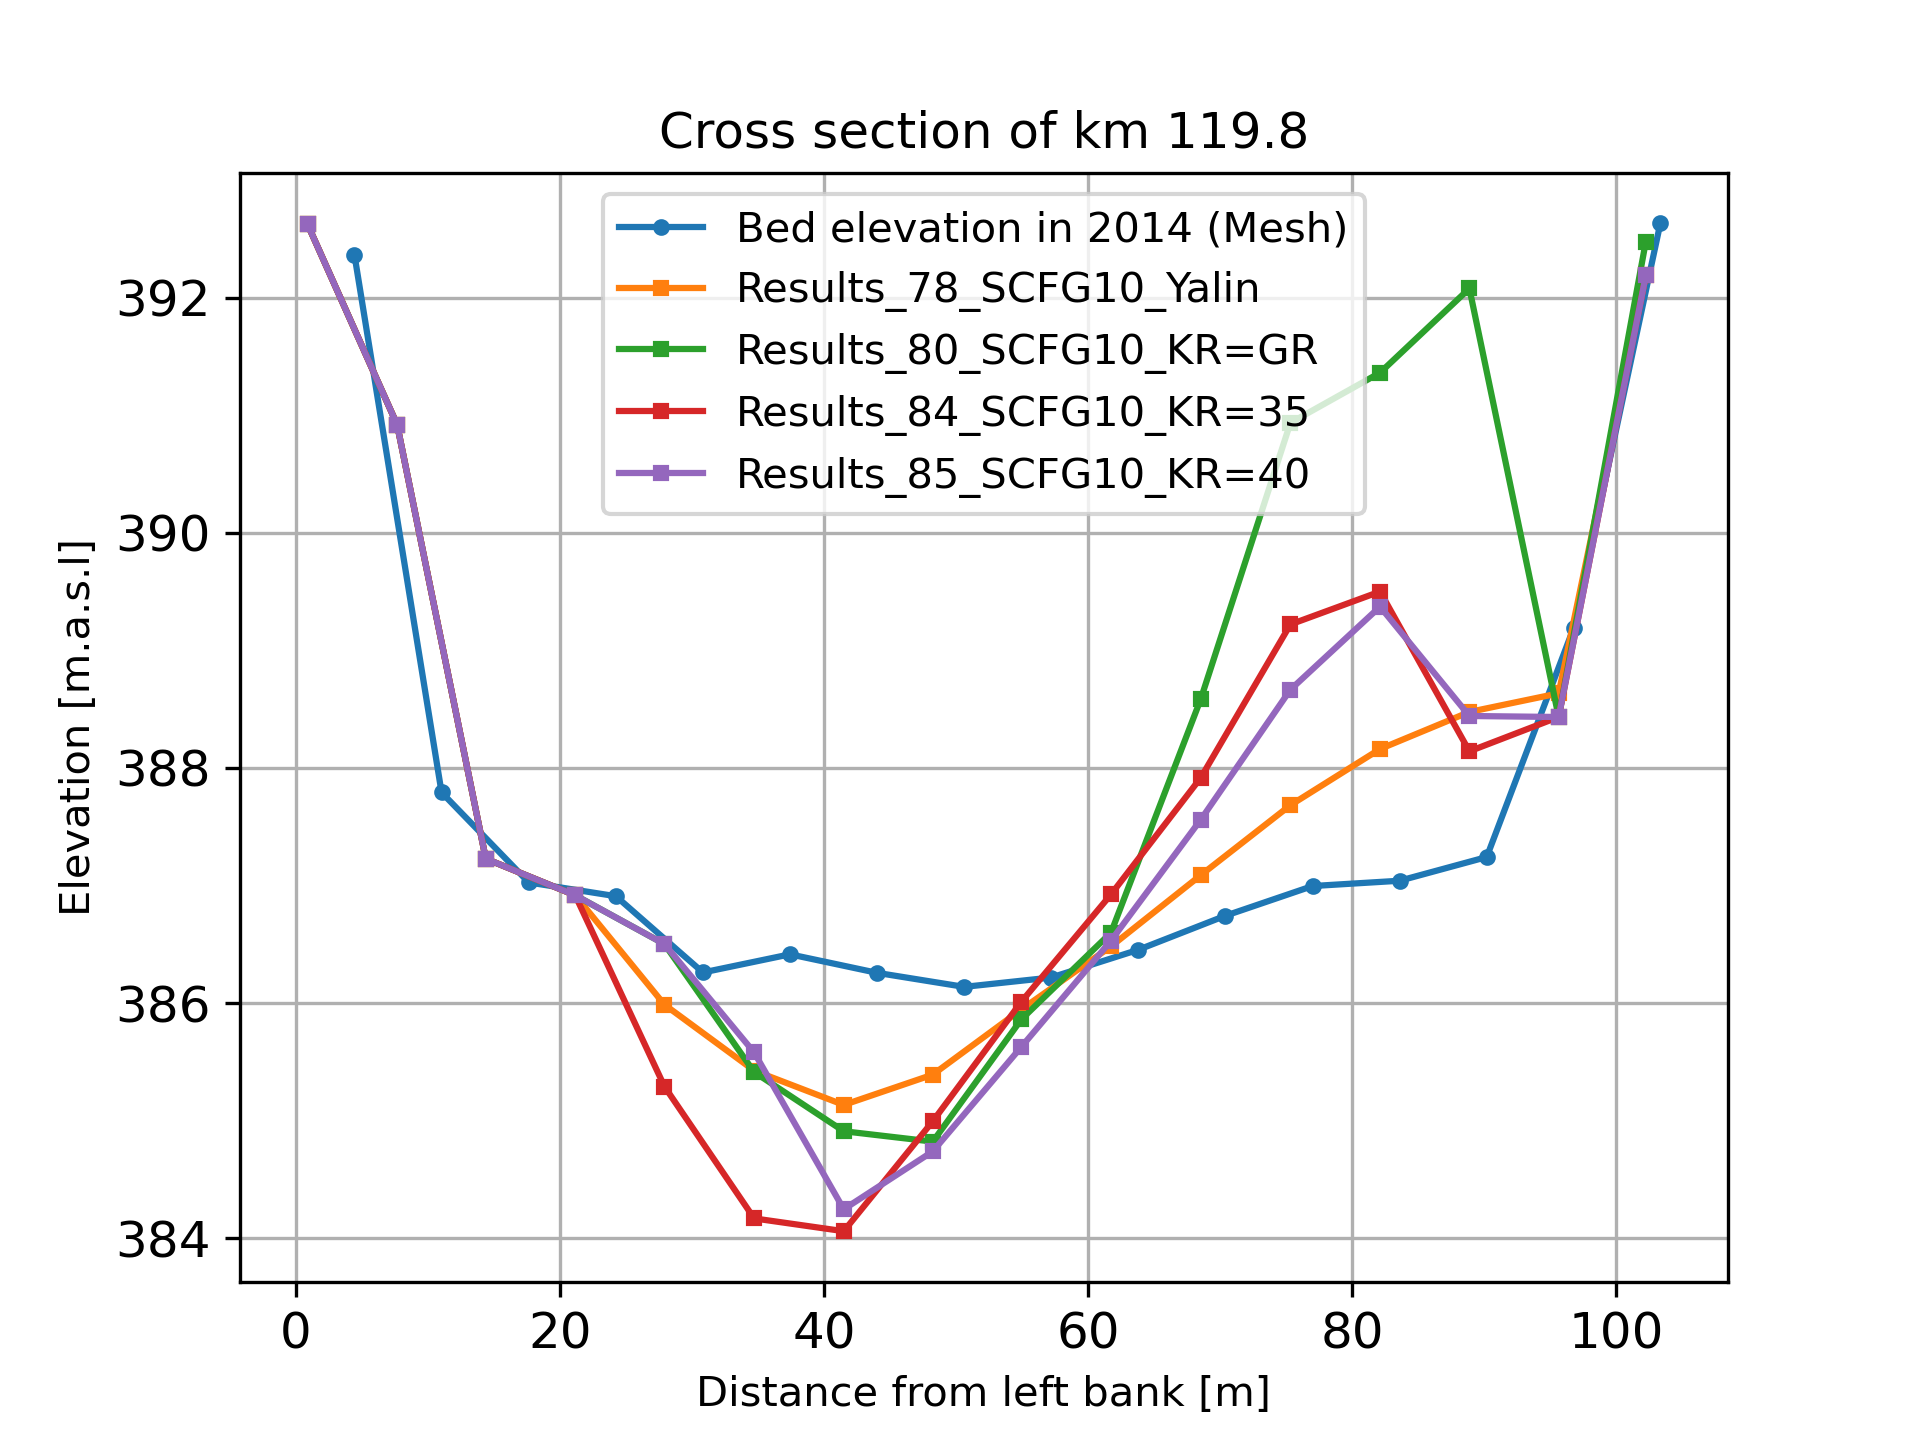 Cross section of km 119.8
Bed elevation in 2014 (Mesh)
Results_78_SCFG10_Yalin
Results_80_SCFG10_KR=GR
Results_84_SCFG10_KR=35
Results_85_SCFG10_KR=40
392
390
388
386
384
Elevation [m.a.s.l]
0 20 40 60 80 100
Distance from left bank [m]